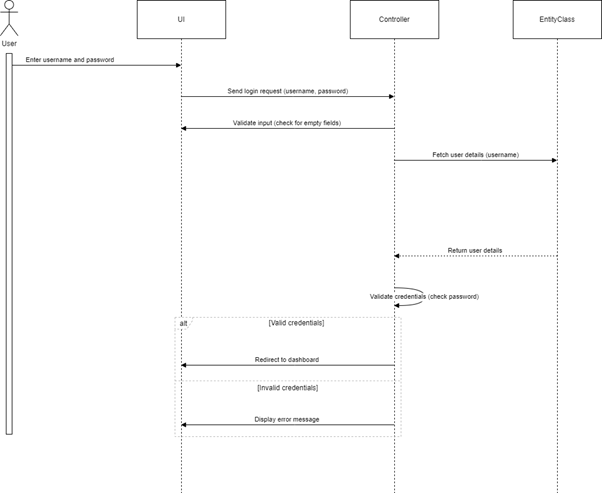 UI
Controller
EntityClass
User
Enter username and password
Send login request (username, password)
Validate input (check for empty fields)
Fetch user details (username)
Return user details
Validate credentials (check password)
alt
[Valid credentials]
Redirect to dashboard
[Invalid credentials]
Display error message